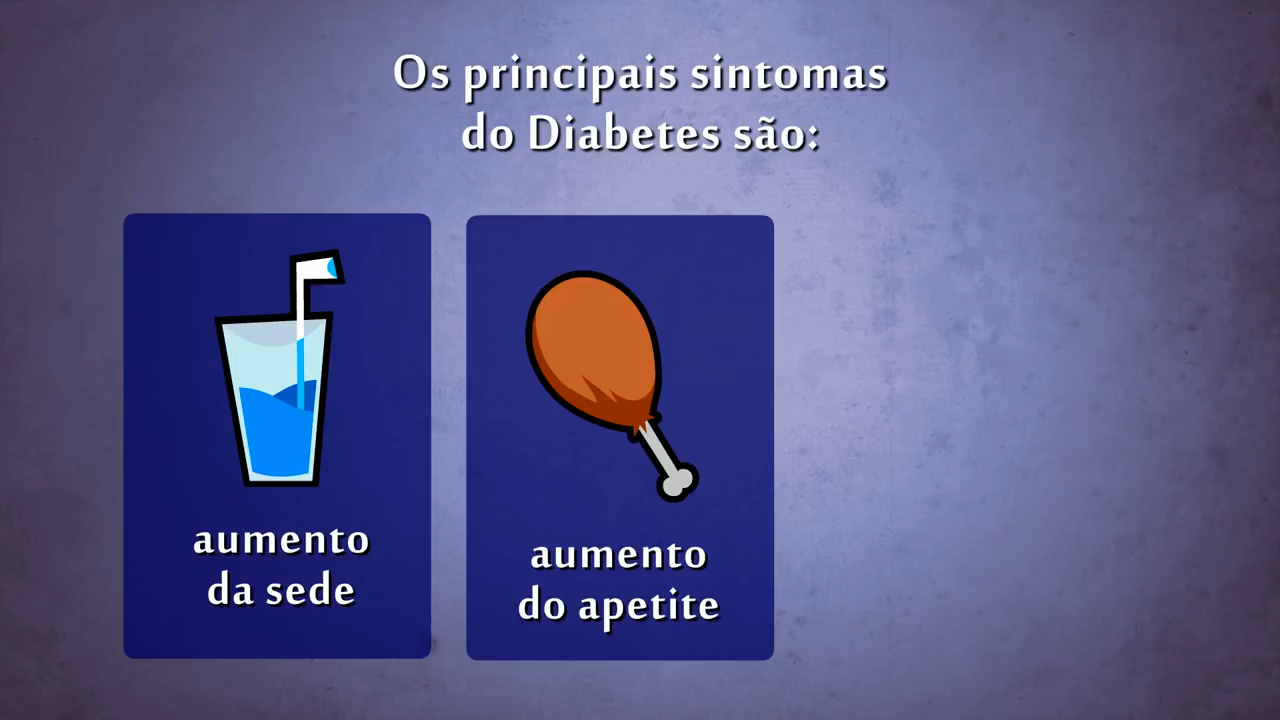 Os principais sintomas
do Diabetes são:
aumento
da sede
aumento
do apetite